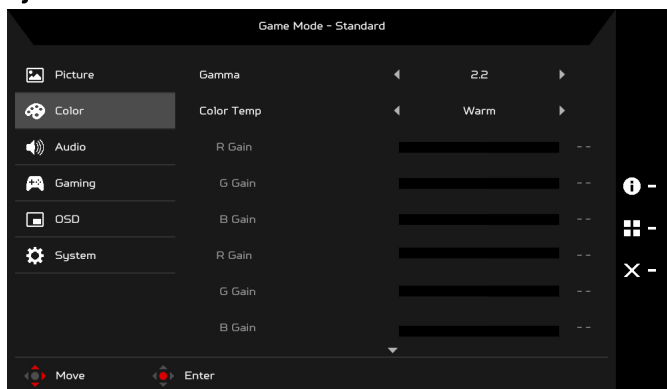 Game Mode - Standard
Picture Gamma 2.2
Color Color Temp Warm
Audio R Gain - -
Gaming G Gain - -
OSD B Gain - -
System R Gain - -
G Gain - -
B Gain - -
Move Enter